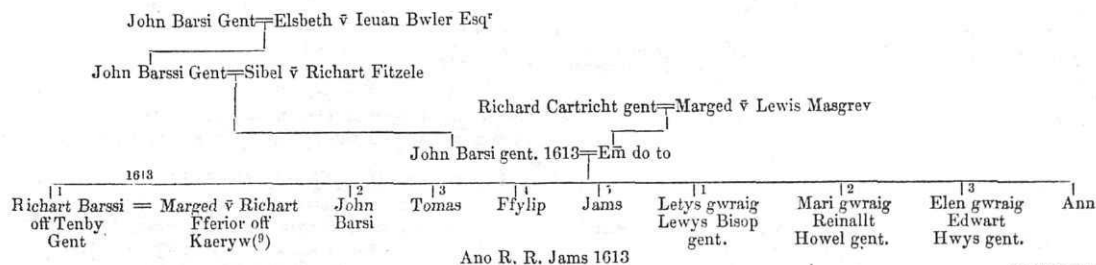 John Barsi Gent=Elsbeth v̄ Ieuan Bwler Esqʳ
John Barssi Gent=Sibel v̄ Richart Fitzele
Richard Cartricht gent=Marged v̄ Lewis Masgrev
John Barsi gent. 1613=Em̄ do to
1613
1 2 3 4 5 1 2 3
Richart Barssi = Marged v̄ Richart John Tomas Ffylip Jams Letys gwraig Mari gwraig Elen gwraig Ann
off Tenby Fferior off Barsi Lewys Bisop Reinallt Edwart
Gent Kaeryw(⁹) gent. Howel gent. Hwys gent.
Ano R. R. Jams 1613